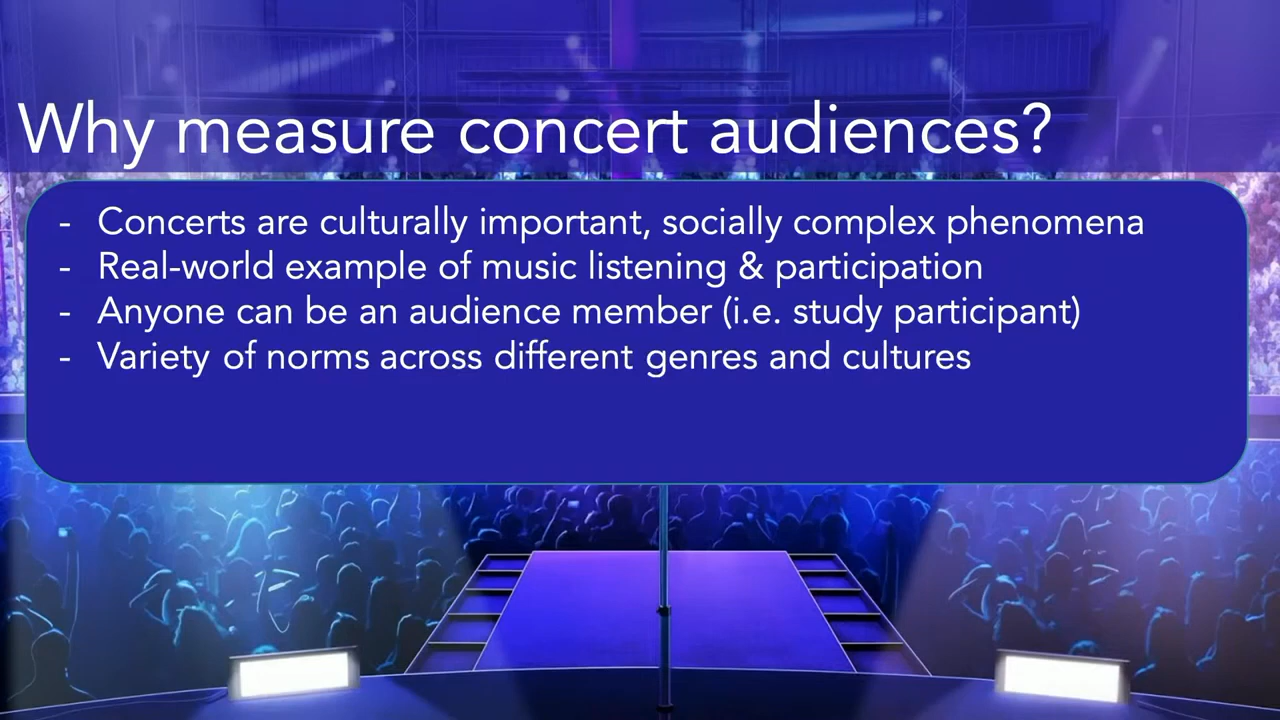 Why measure concert audiences?
- Concerts are culturally important, socially complex phenomena
- Real-world example of music listening & participation
- Anyone can be an audience member (i.e. study participant)
- Variety of norms across different genres and cultures